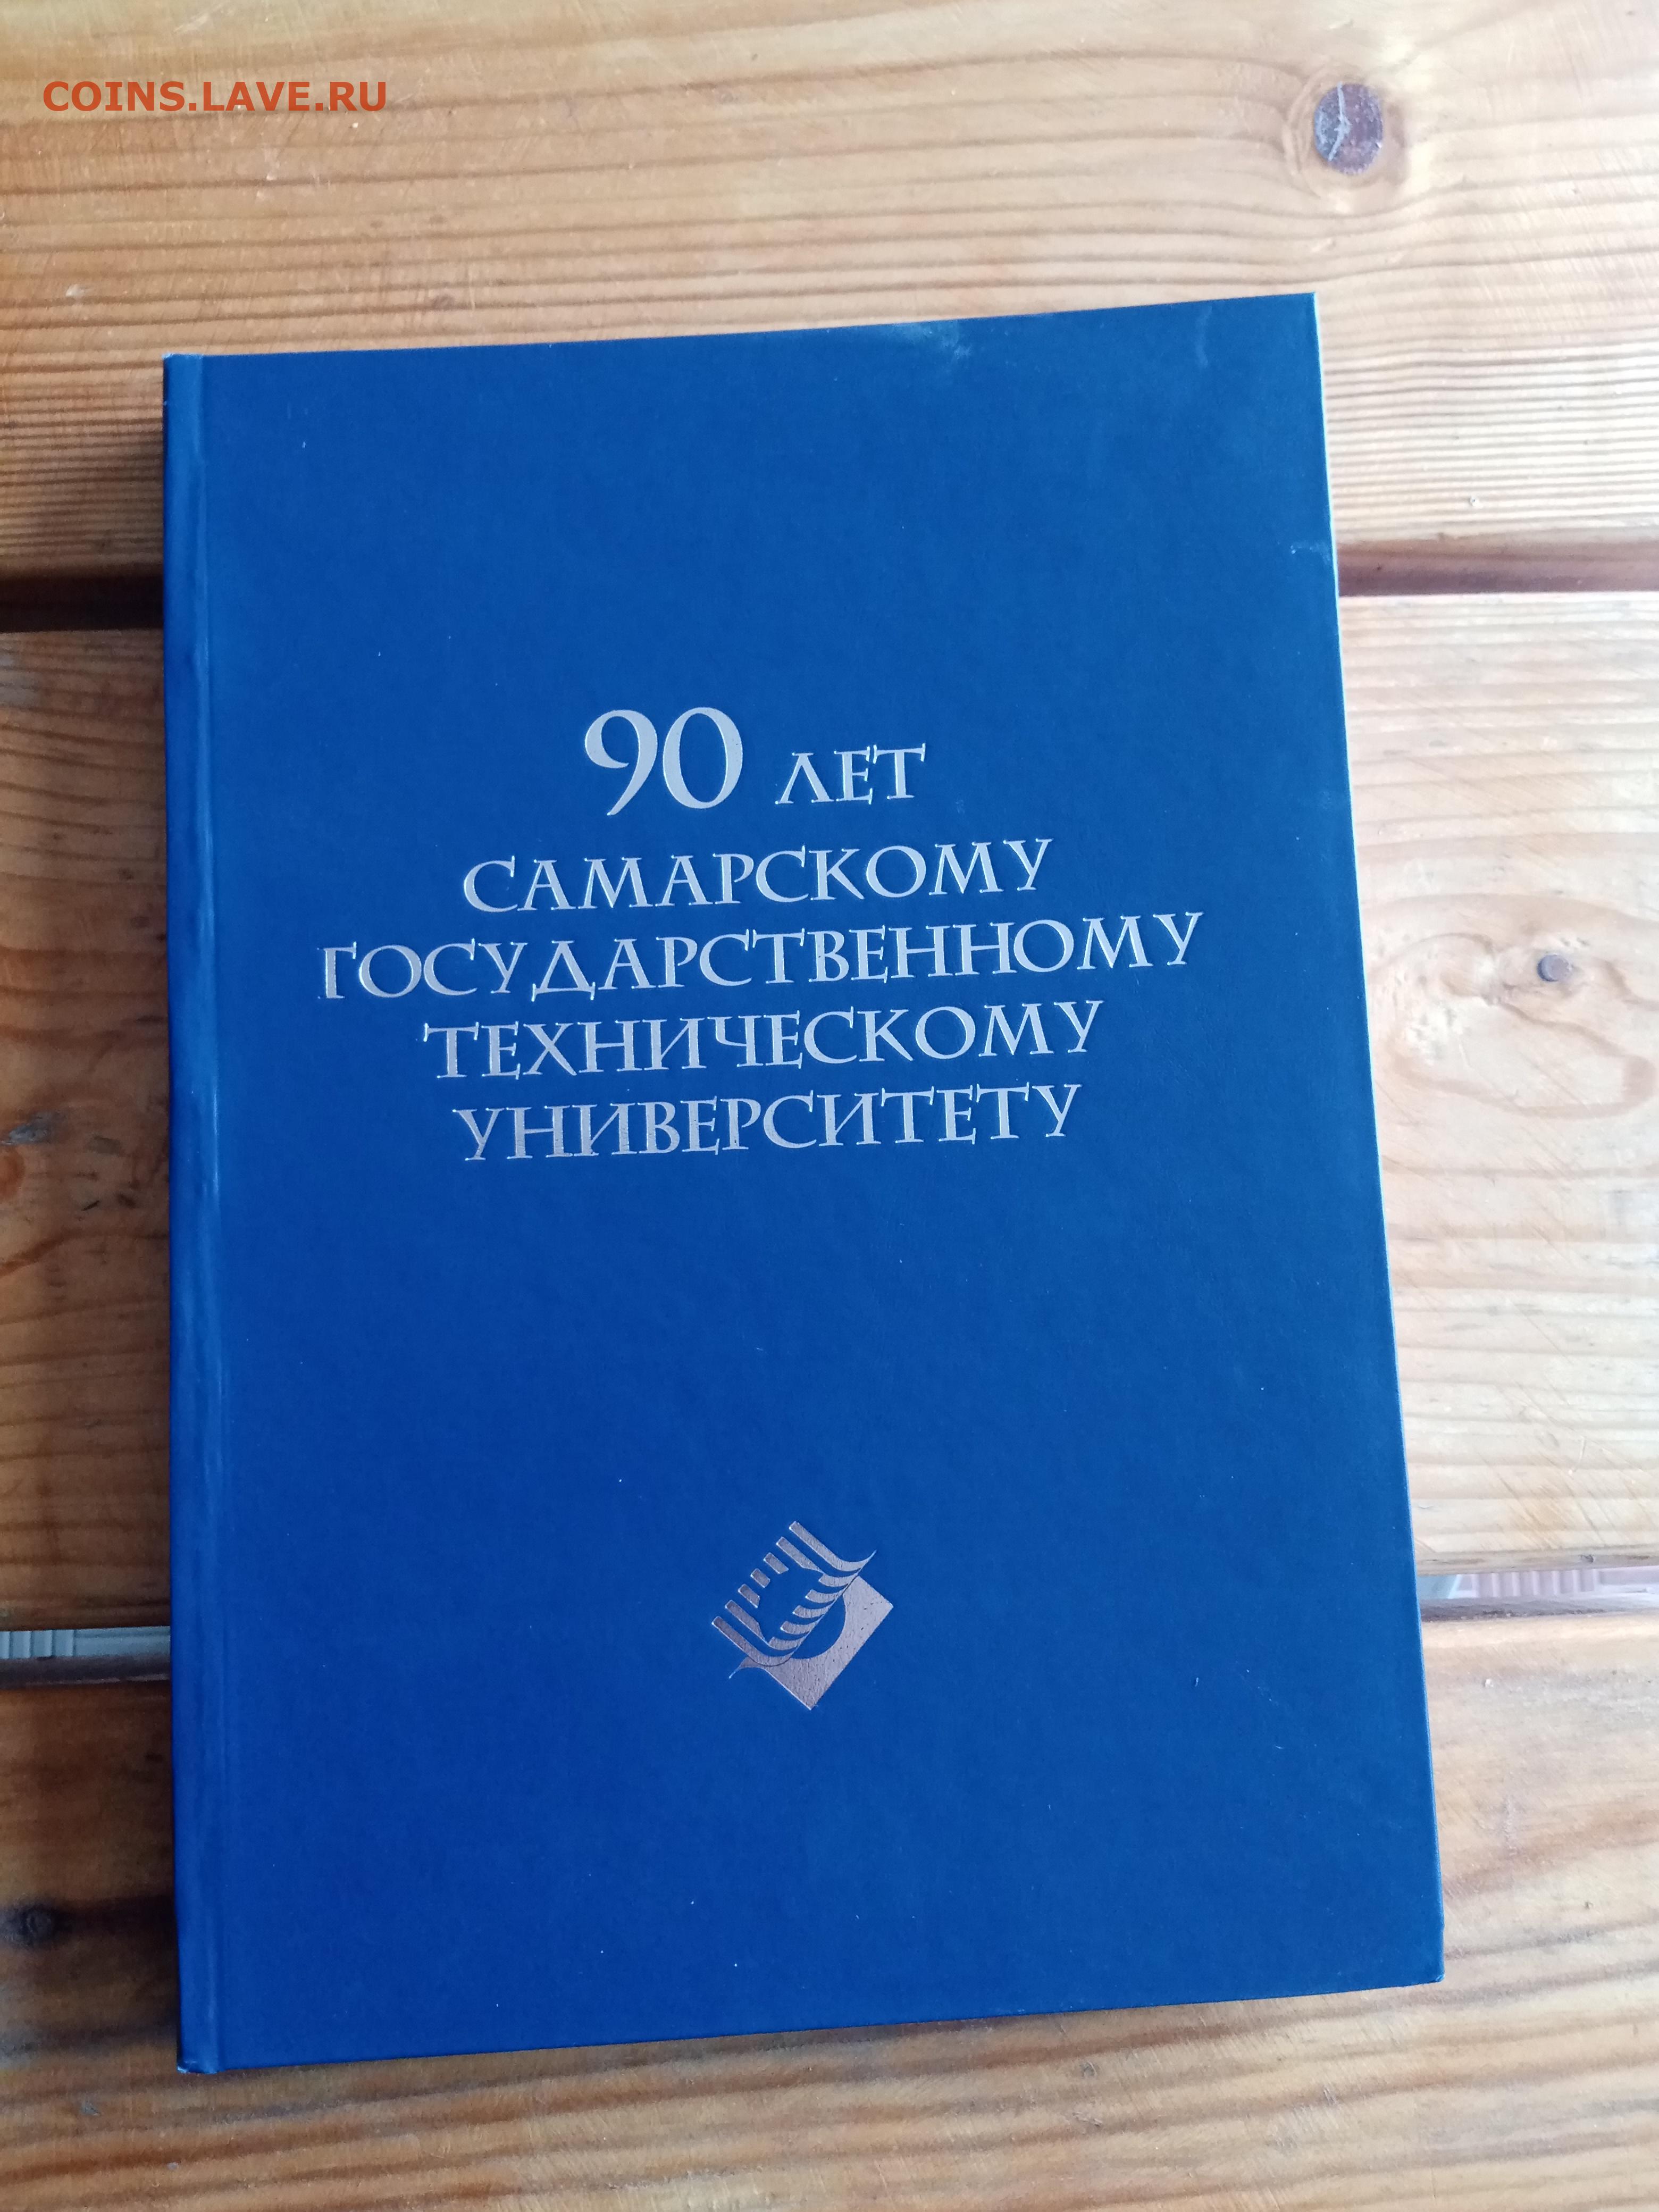 COINS.LAVE.RU
90 ЛЕТ
САМАРСКОМУ
ГОСУДАРСТВЕННОМУ
ТЕХНИЧЕСКОМУ
УНИВЕРСИТЕТУ